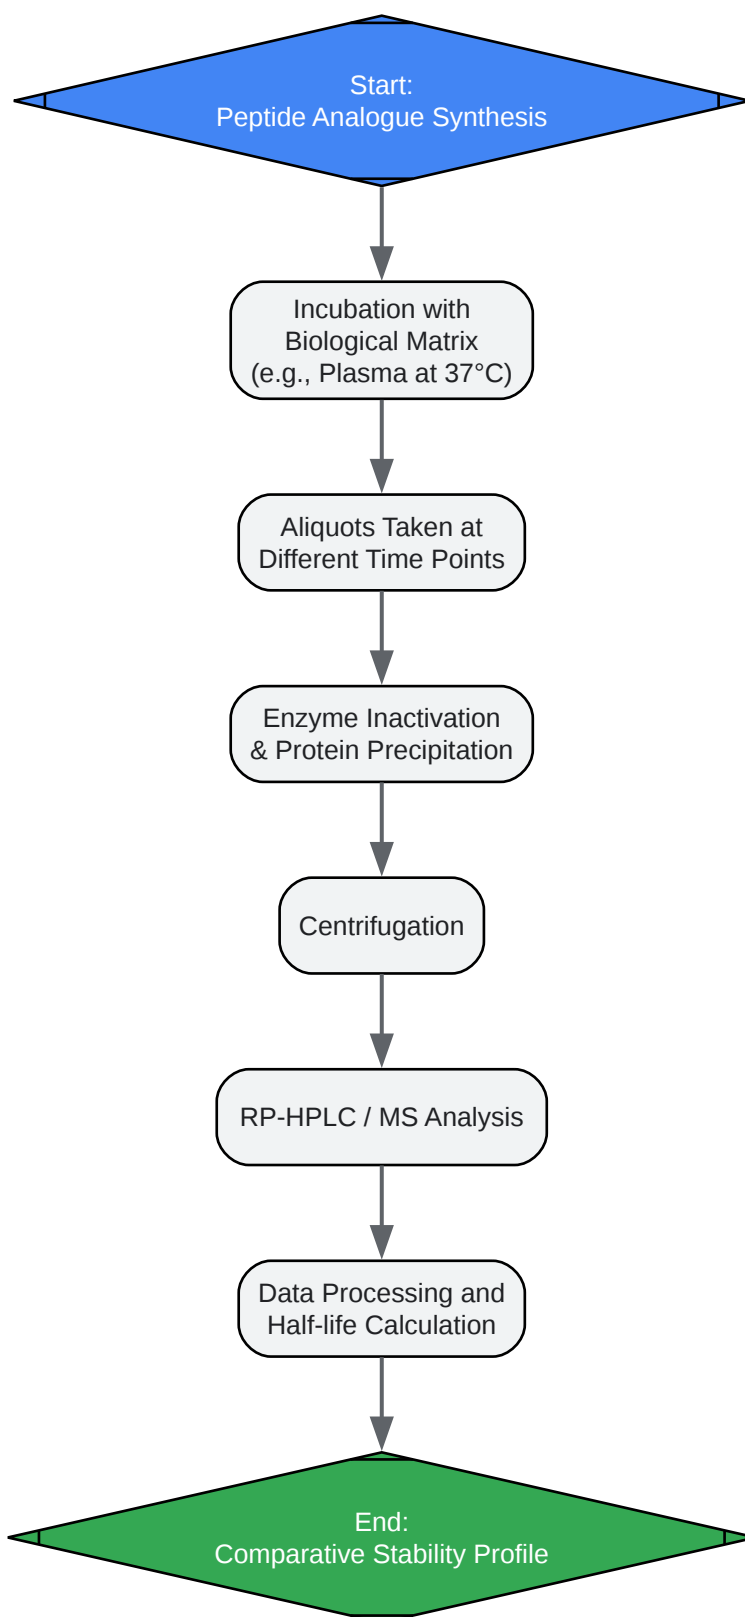 Start:
Peptide Analogue Synthesis
Incubation with
Biological Matrix
(e.g., Plasma at 37°C)
Aliquots Taken at
Different Time Points
Enzyme Inactivation
& Protein Precipitation
Centrifugation
RP-HPLC / MS Analysis
Data Processing and
Half-life Calculation
End:
Comparative Stability Profile